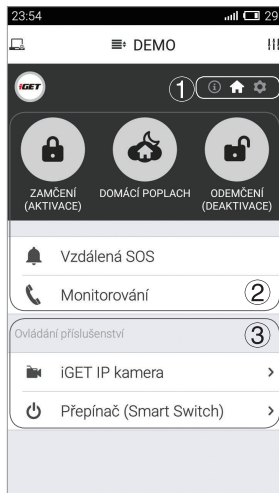 23:54
29
DEMO
iGET
1
ZAMČENÍ
(AKTIVACE)
DOMÁCÍ POPLACH
ODEMČENÍ
(DEAKTIVACE)
Vzdálená SOS
Monitorování
2
Ovládání příslušenství
3
iGET IP kamera
Přepínač (Smart Switch)